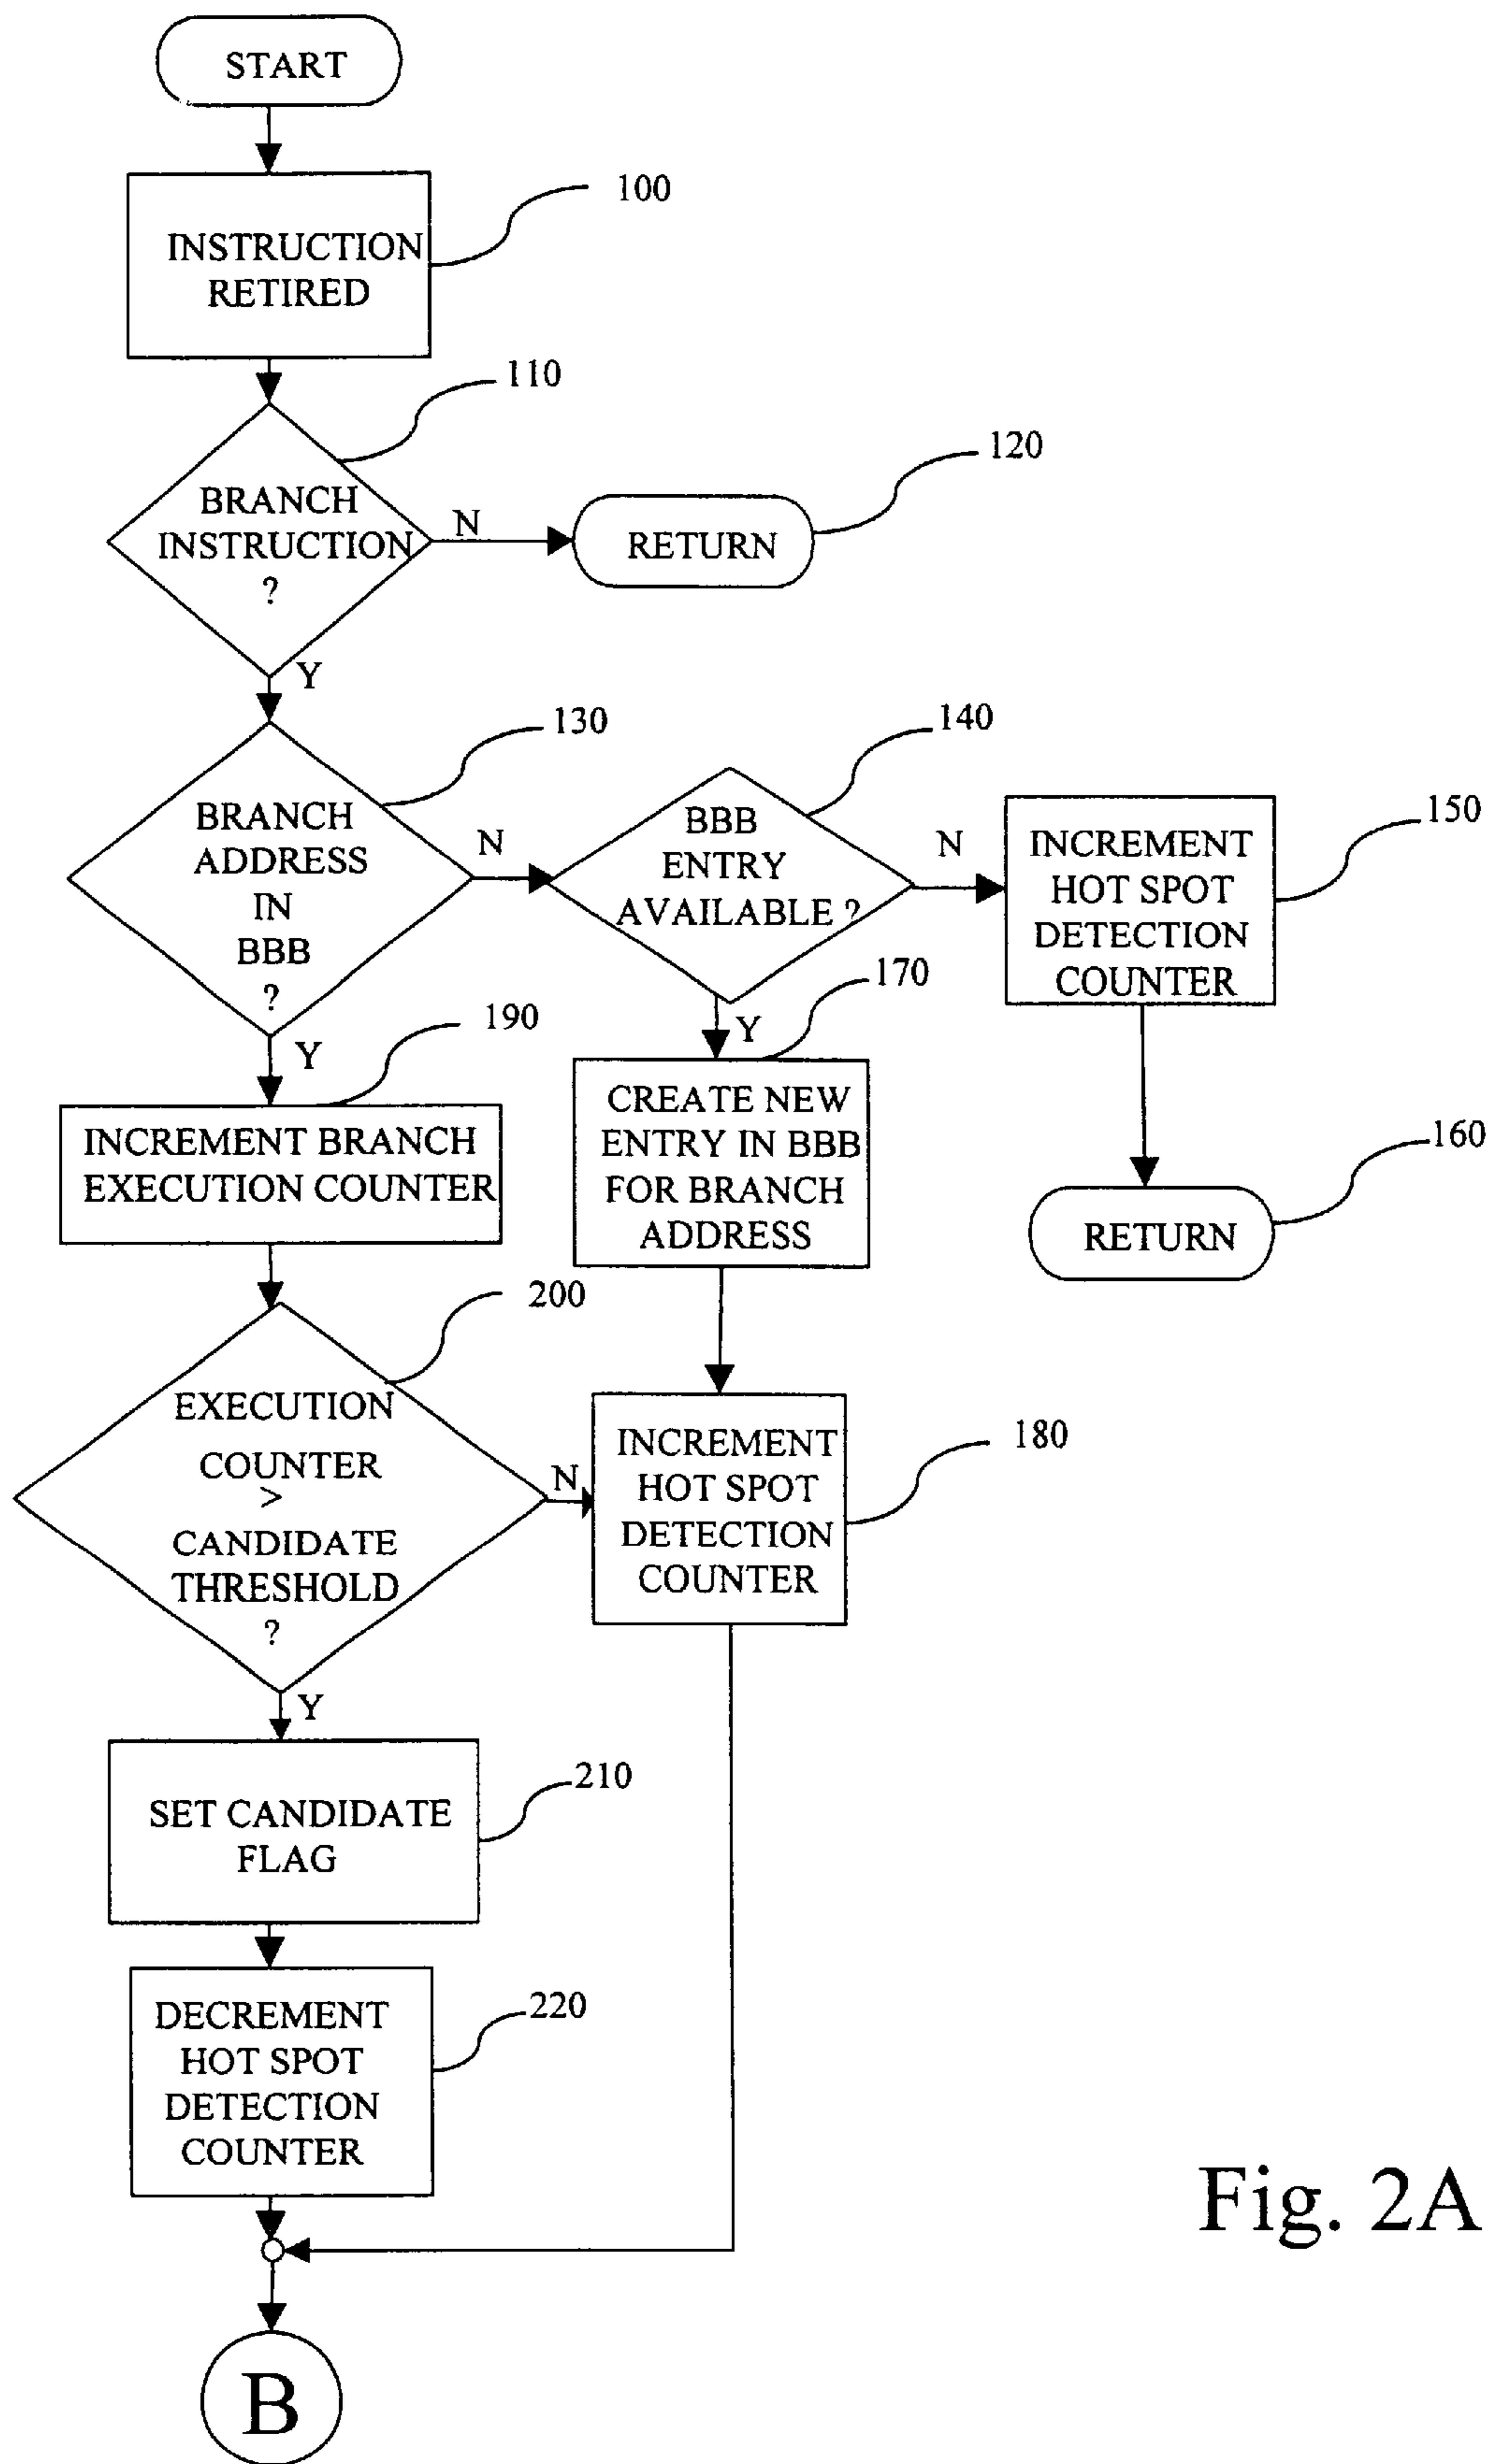 START
100
INSTRUCTION
RETIRED
110
BRANCH
INSTRUCTION
?
N
120
RETURN
Y
130
BRANCH
ADDRESS
IN
BBB
?
N
140
BBB
ENTRY
AVAILABLE ?
N
150
INCREMENT
HOT SPOT
DETECTION
COUNTER
160
RETURN
Y
170
CREATE NEW
ENTRY IN BBB
FOR BRANCH
ADDRESS
Y
190
INCREMENT BRANCH
EXECUTION COUNTER
200
EXECUTION
COUNTER
>
CANDIDATE
THRESHOLD
?
N
180
INCREMENT
HOT SPOT
DETECTION
COUNTER
Y
210
SET CANDIDATE
FLAG
220
DECREMENT
HOT SPOT
DETECTION
COUNTER
B
Fig. 2A